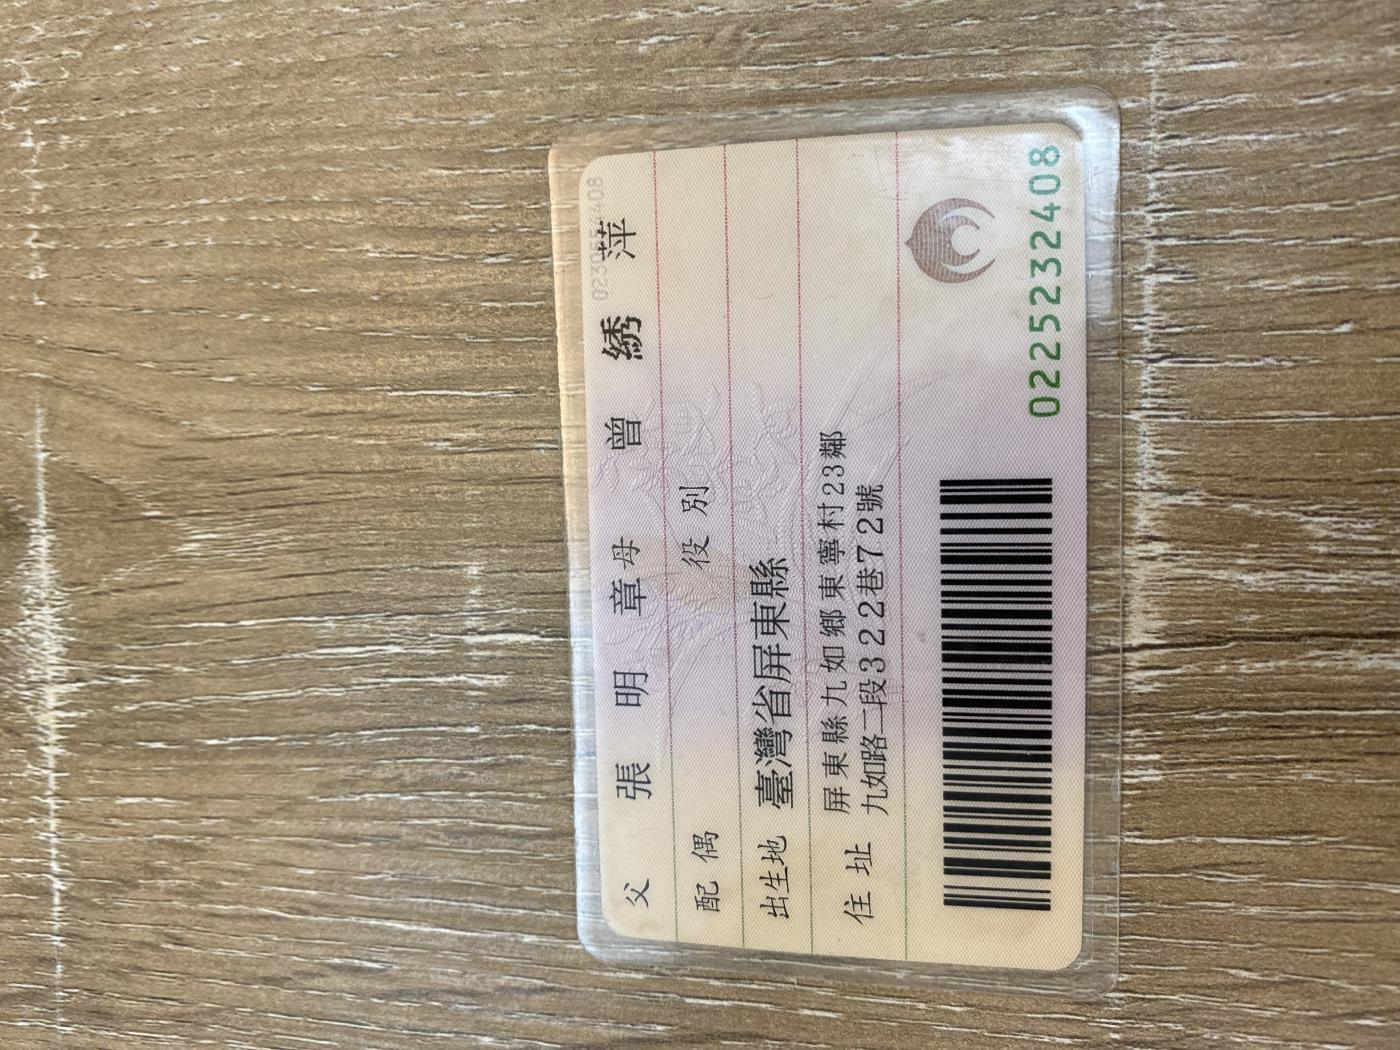 父 張明章 母 曾綉萍
配偶 役別
出生地 臺灣省屏東縣
住址 屏東縣九如鄉東寧村23鄰
九如路二段322巷72號
0225232408